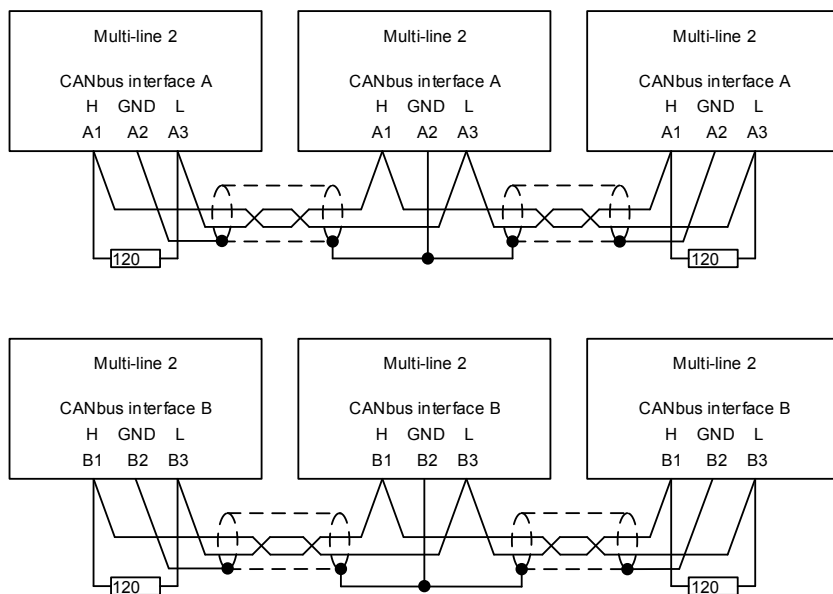 Multi-line 2 Multi-line 2 Multi-line 2
CANbus interface A CANbus interface A CANbus interface A
H GND L H GND L H GND L
A1 A2 A3 A1 A2 A3 A1 A2 A3
120 120
Multi-line 2 Multi-line 2 Multi-line 2
CANbus interface B CANbus interface B CANbus interface B
H GND L H GND L H GND L
B1 B2 B3 B1 B2 B3 B1 B2 B3
120 120